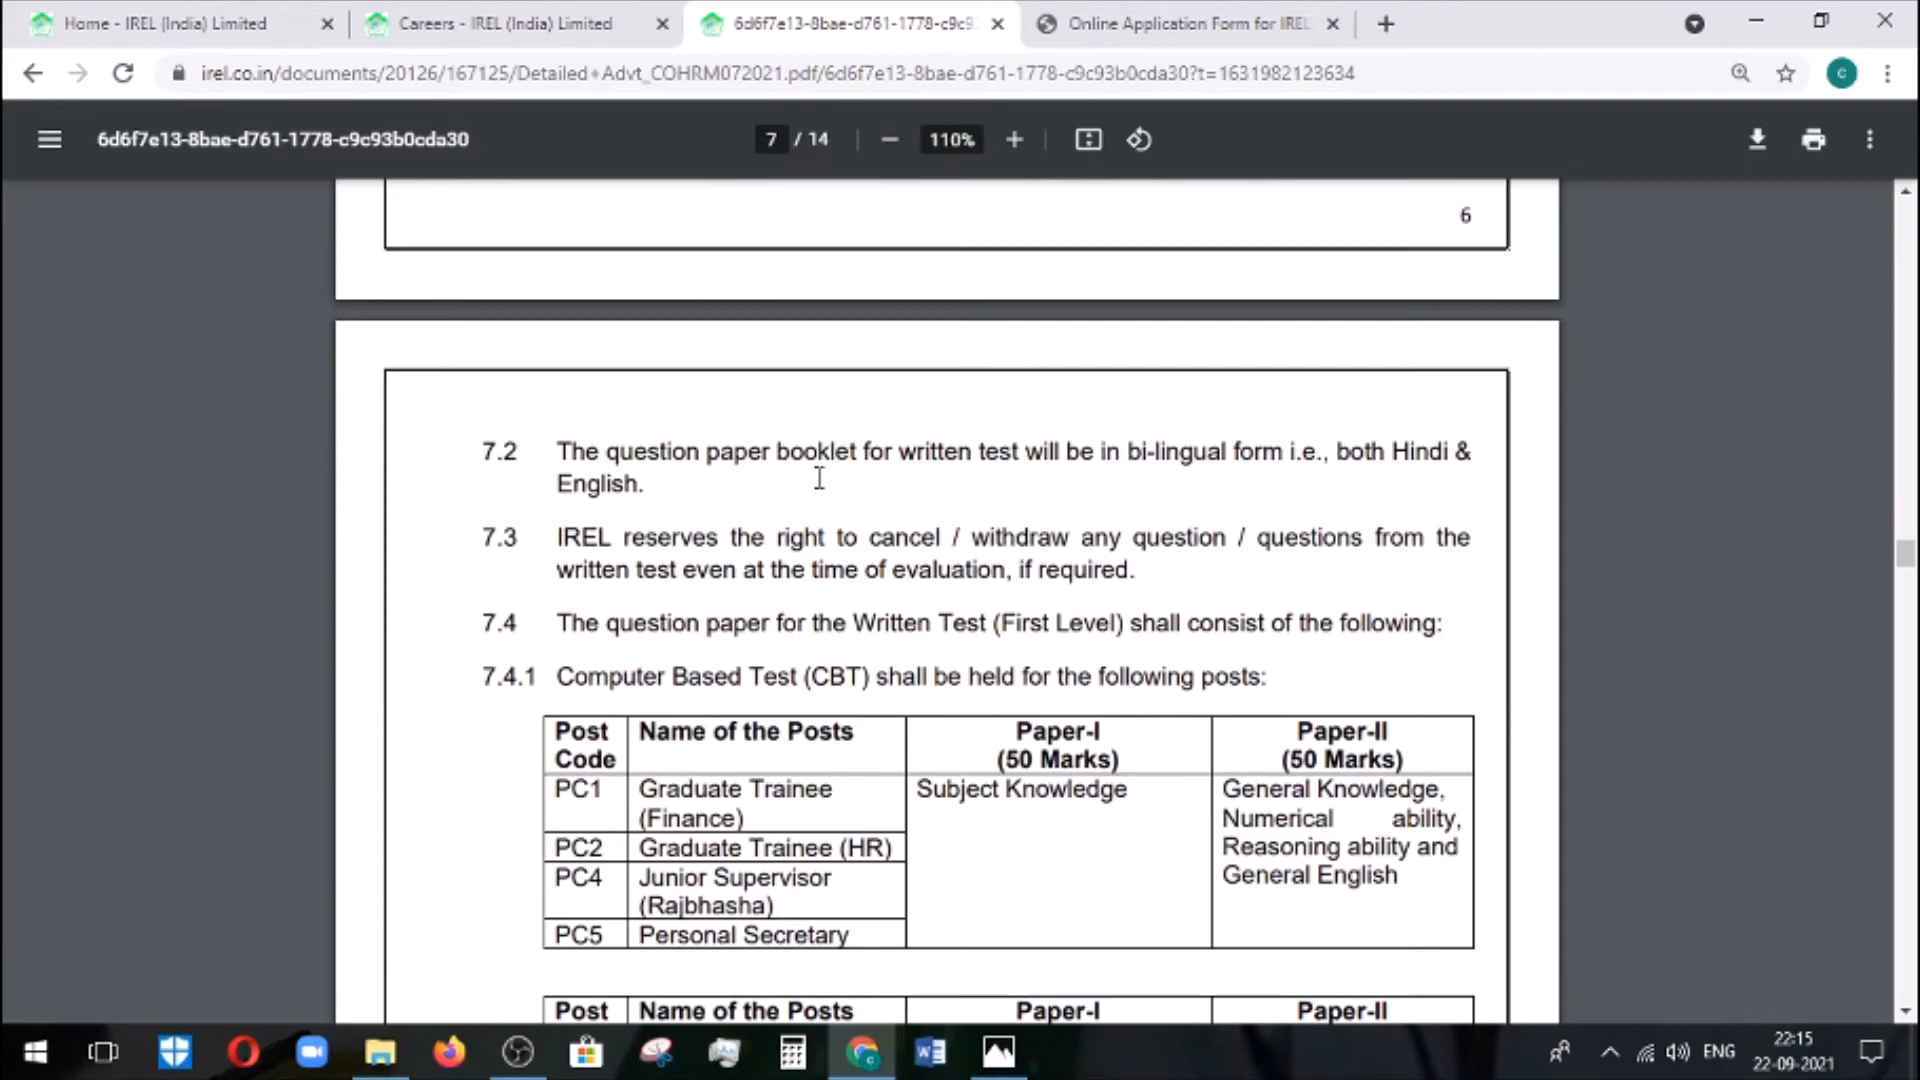 Home - IREL (India) Limited
Careers - IREL (India) Limited
6d6f7e13-8bae-d761-1778-c9c93
Online Application Form for IREL
irel.co.in/documents/20126/167125/Detailed+Advt_COHRM072021.pdf/6d6f7e13-8bae-d761-1778-c9c93b0cda30?t=1631982123634
C
6d6f7e13-8bae-d761-1778-c9c93b0cda30
7 / 14
110%
6
7.2 The question paper booklet for written test will be in bi-lingual form i.e., both Hindi &
English.
7.3 IREL reserves the right to cancel / withdraw any question / questions from the
written test even at the time of evaluation, if required.
7.4 The question paper for the Written Test (First Level) shall consist of the following:
7.4.1 Computer Based Test (CBT) shall be held for the following posts:
Post Name of the Posts Paper-I Paper-II
Code (50 Marks) (50 Marks)
PC1 Graduate Trainee Subject Knowledge General Knowledge,
(Finance) Numerical ability,
PC2 Graduate Trainee (HR) Reasoning ability and
PC4 Junior Supervisor General English
(Rajbhasha)
PC5 Personal Secretary
Post Name of the Posts Paper-I Paper-II
ENG
22:15
22-09-2021